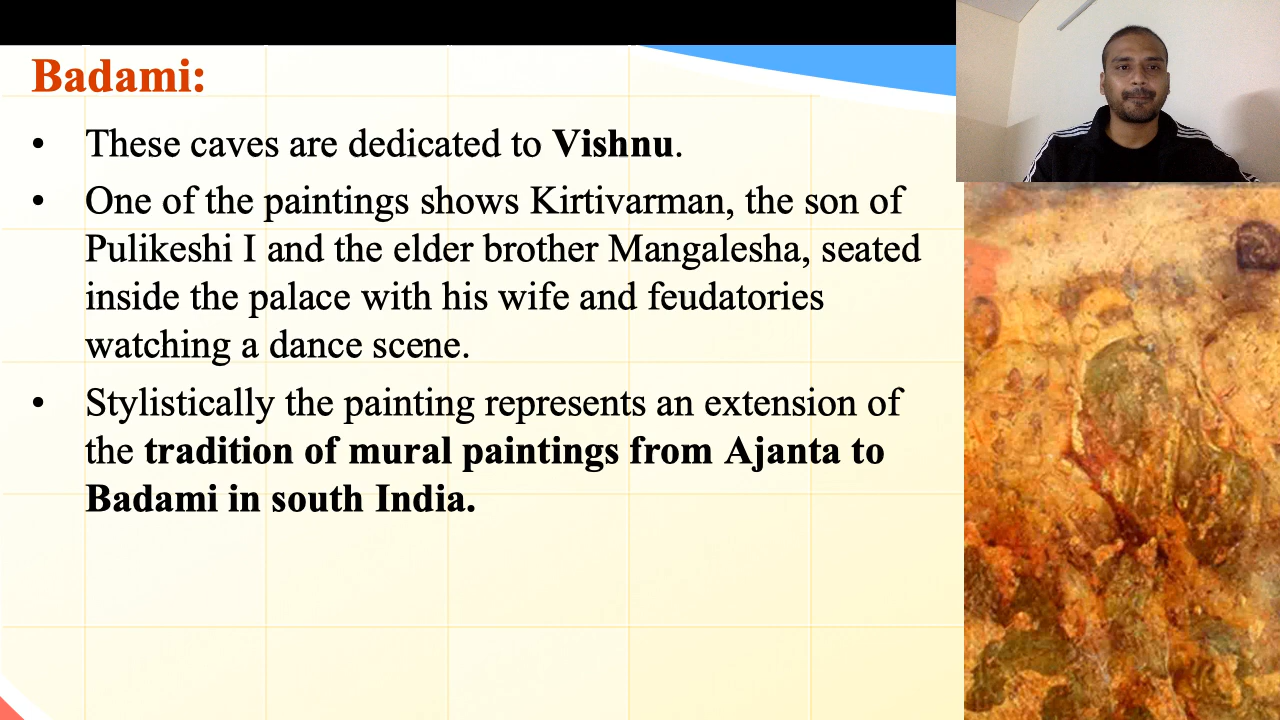 Badami:
• These caves are dedicated to Vishnu.
• One of the paintings shows Kirtivarman, the son of
Pulikeshi I and the elder brother Mangalesha, seated
inside the palace with his wife and feudatories
watching a dance scene.
• Stylistically the painting represents an extension of
the tradition of mural paintings from Ajanta to
Badami in south India.